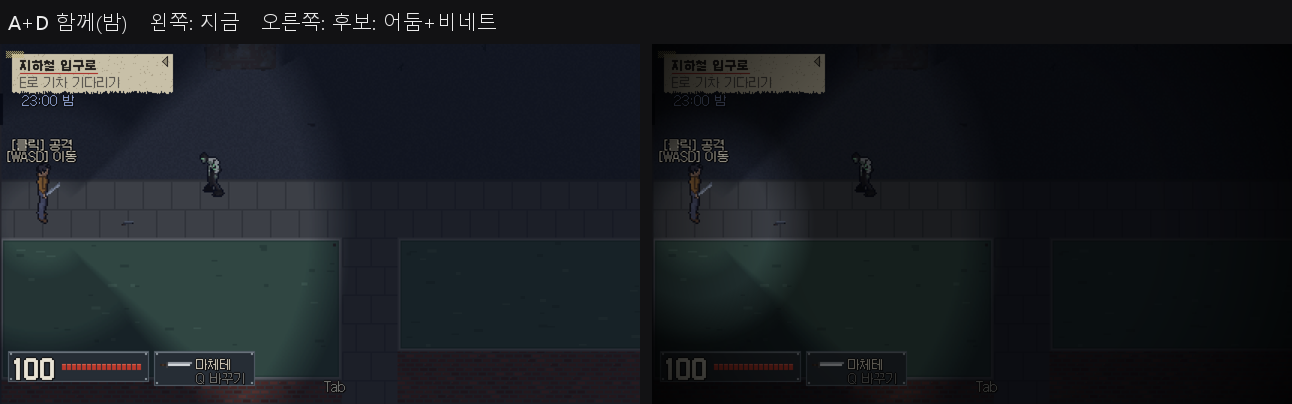 A+D 함께(밤) 왼쪽: 지금 오른쪽: 후보: 어둠+비네트
지하철 입구로
E로 기차 기다리기
23:00 밤
[클릭] 공격
[WASD] 이동
100
마체테
Q 바꾸기
Tab
지하철 입구로
E로 기차 기다리기
23:00 밤
[클릭] 공격
[WASD] 이동
100
마체테
Q 바꾸기
Tab